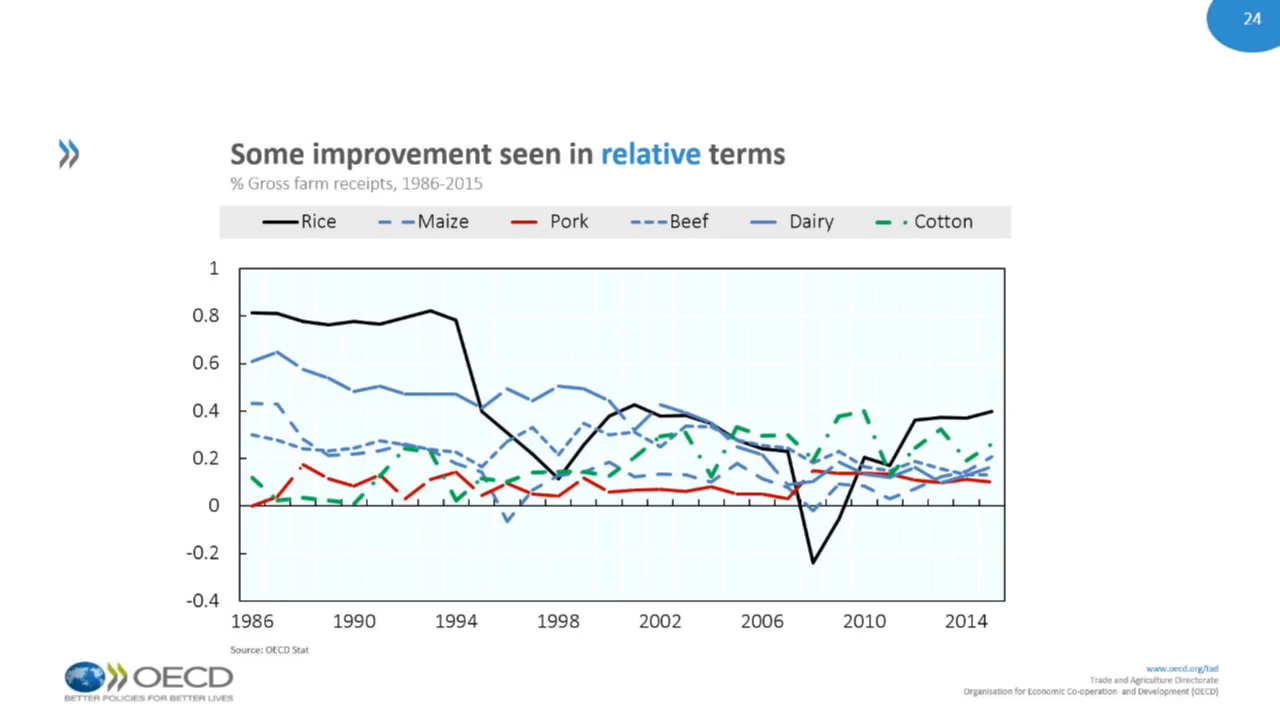 24
Some improvement seen in relative terms
% Gross farm receipts, 1986-2015
Rice Maize Pork Beef Dairy Cotton
1
0.8
0.6
0.4
0.2
0
-0.2
-0.4
1986 1990 1994 1998 2002 2006 2010 2014
Source: OECD Stat
OECD
BETTER POLICIES FOR BETTER LIVES
www.oecd.org/tad
Trade and Agriculture Directorate
Organisation for Economic Co-operation and Development (OECD)